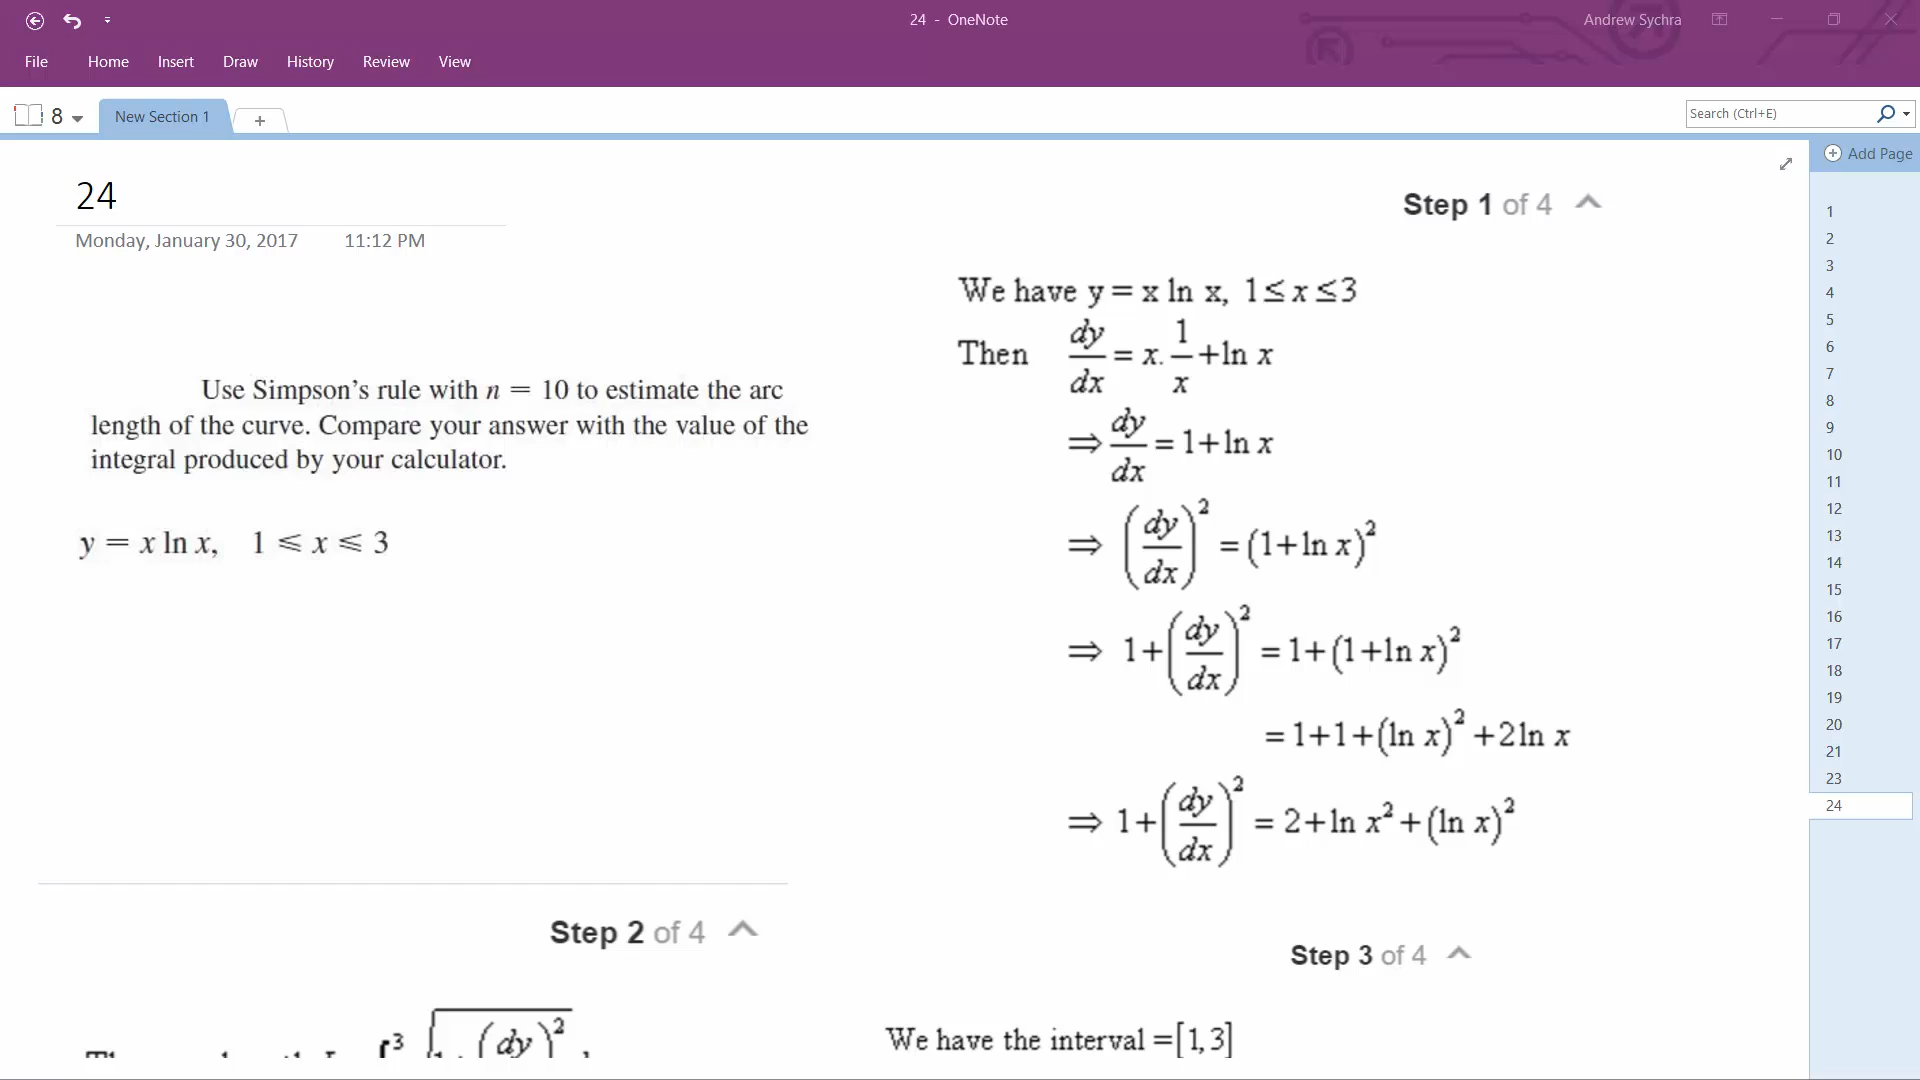 24 - OneNote
Andrew Sychra
File Home Insert Draw History Review View
8 New Section 1 +
Search (Ctrl+E)
Add Page
24
Monday, January 30, 2017 11:12 PM
Use Simpson's rule with n = 10 to estimate the arc
length of the curve. Compare your answer with the value of the
integral produced by your calculator.
y = x ln x, 1 ⩽ x ⩽ 3
Step 1 of 4
We have y = x ln x, 1 ≤ x ≤ 3
Then dy/dx = x. 1/x + ln x
⇒ dy/dx = 1 + ln x
⇒ (dy/dx)² = (1 + ln x)²
⇒ 1 + (dy/dx)² = 1 + (1 + ln x)²
= 1 + 1 + (ln x)² + 2 ln x
⇒ 1 + (dy/dx)² = 2 + ln x² + (ln x)²
Step 2 of 4
Step 3 of 4
We have the interval = [1, 3]
1
2
3
4
5
6
7
8
9
10
11
12
13
14
15
16
17
18
19
20
21
23
24